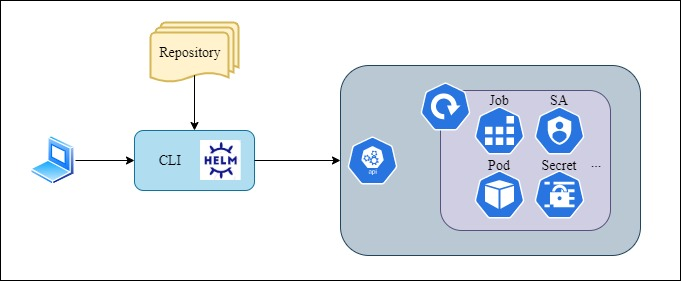 Repository
CLI
HELM
api
Job
SA
Pod
Secret
...